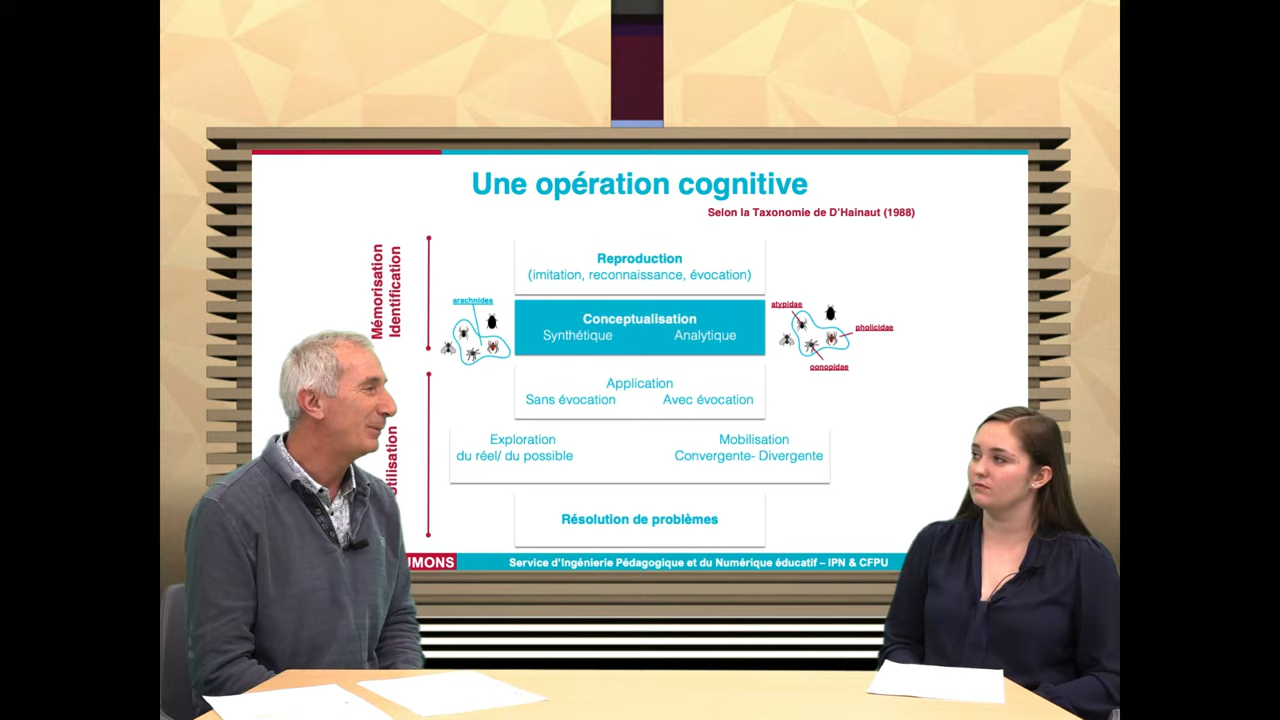 Une opération cognitive
Selon la Taxonomie de D'Hainaut (1988)
Mémorisation
Identification
Reproduction
(imitation, reconnaissance, évocation)
arachnides
Conceptualisation
Synthétique Analytique
atypidae
pholicidae
oonopidae
Application
Sans évocation Avec évocation
Utilisation
Exploration
du réel/ du possible
Mobilisation
Convergente- Divergente
Résolution de problèmes
UMONS
Service d'Ingénierie Pédagogique et du Numérique éducatif – IPN & CFPU